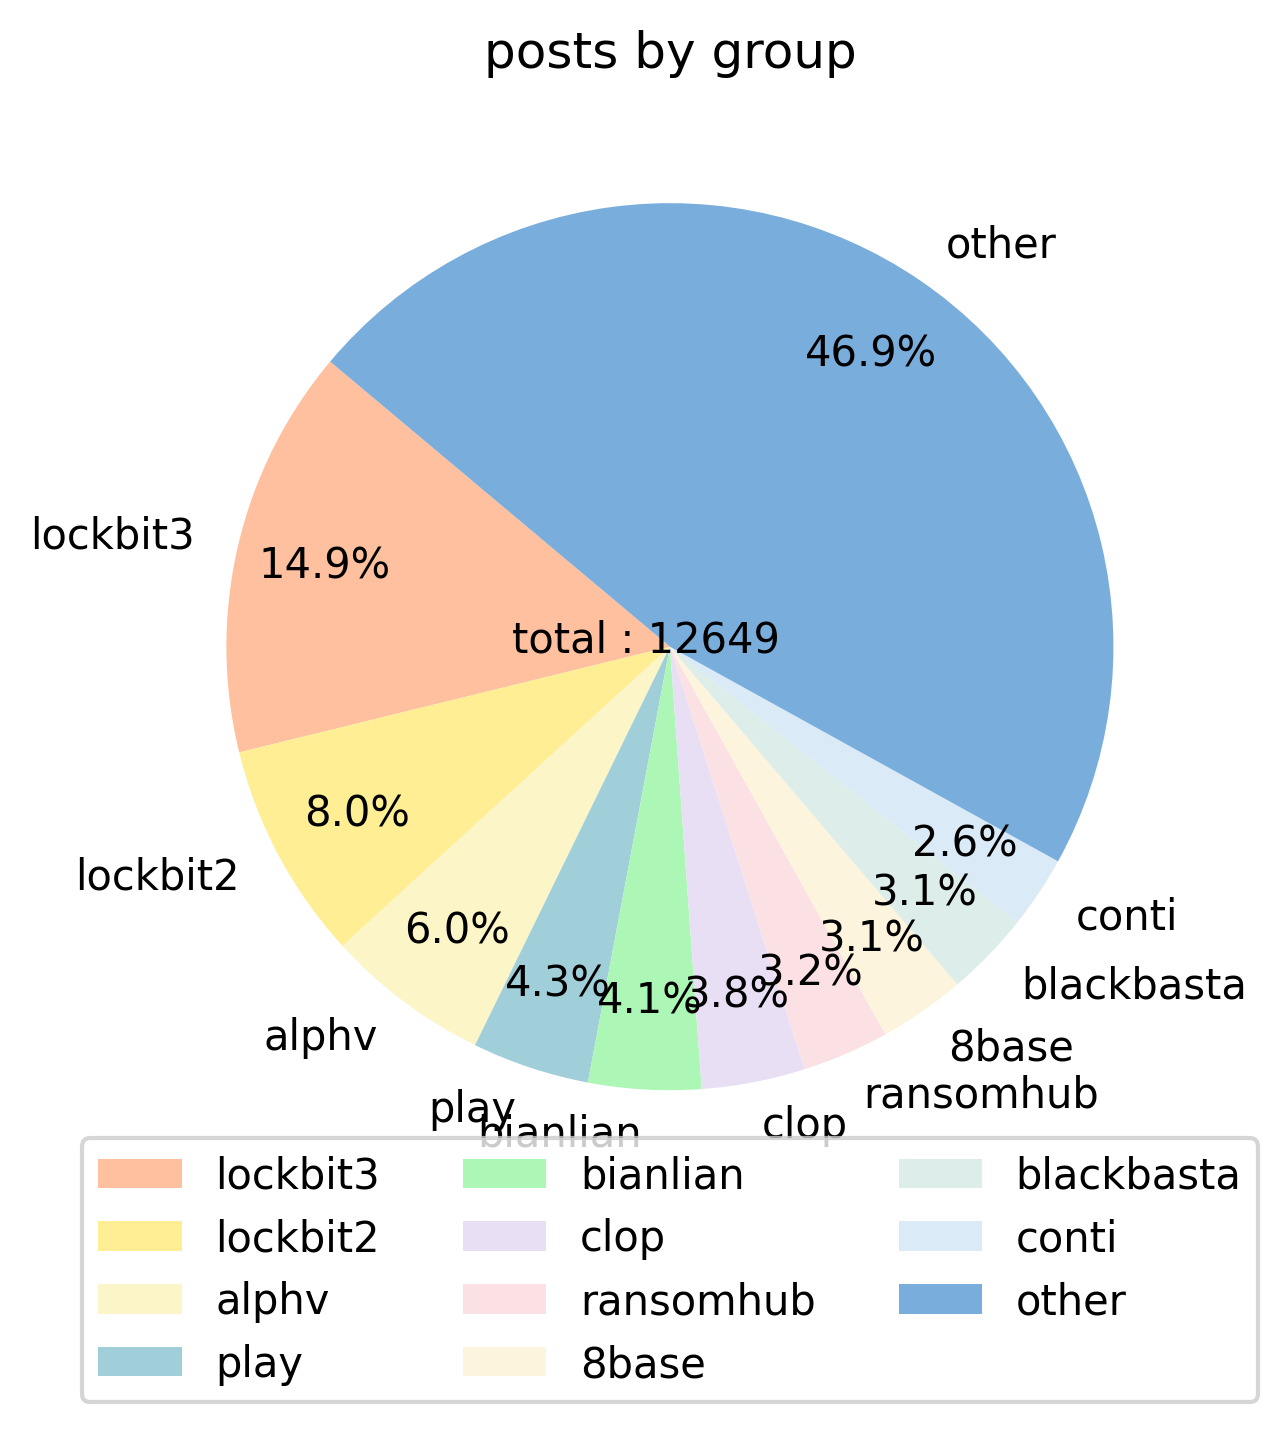 posts by group
other
46.9%
lockbit3
14.9%
total : 12649
8.0%
2.6%
lockbit2
3.1%
conti
6.0%
3.1%
4.3%
4.1%
3.8%
3.2%
blackbasta
alphv
8base
play
ransomhub
bianlian
clop
lockbit3
lockbit2
alphv
play
bianlian
clop
ransomhub
8base
blackbasta
conti
other